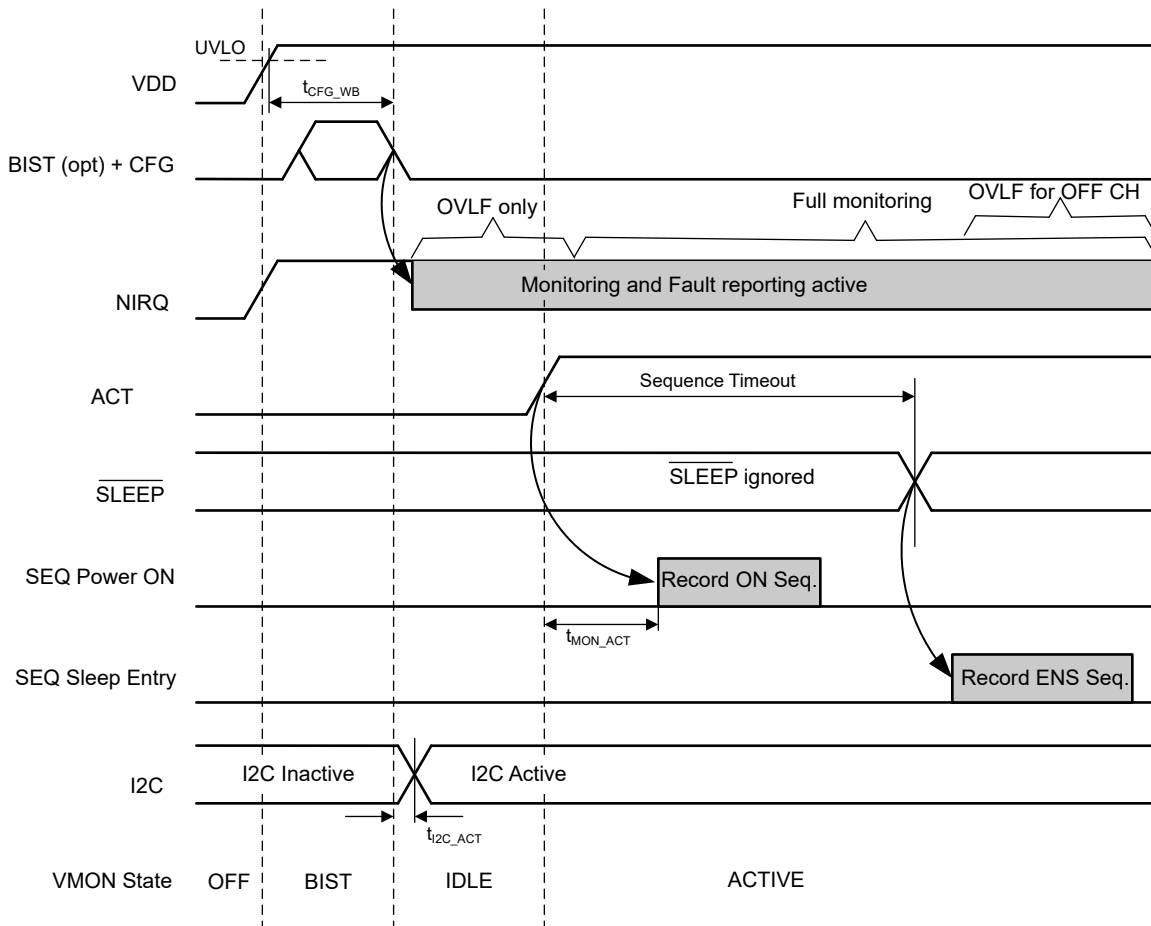 UVLO
VDD
tCFG_WB
BIST (opt) + CFG
OVLF only
Full monitoring
OVLF for OFF CH
NIRQ
Monitoring and Fault reporting active
ACT
Sequence Timeout
SLEEP
SLEEP ignored
SEQ Power ON
Record ON Seq.
tMON_ACT
SEQ Sleep Entry
Record ENS Seq.
I2C
I2C Inactive
I2C Active
tI2C_ACT
VMON State
OFF
BIST
IDLE
ACTIVE